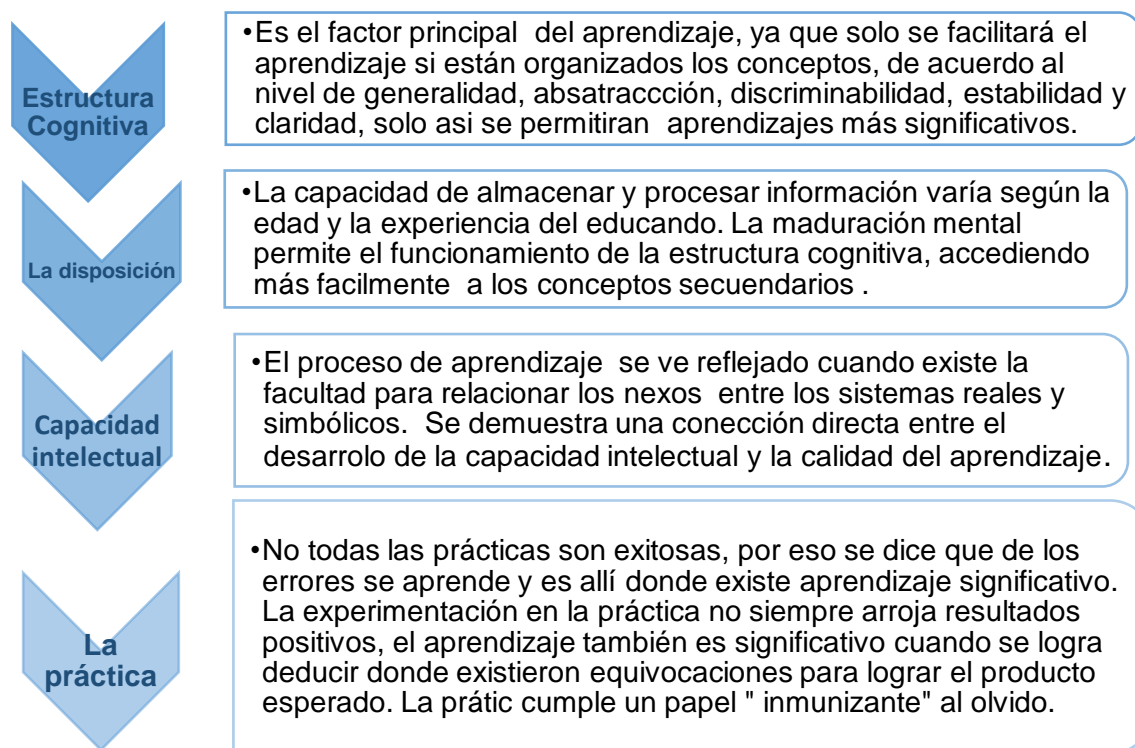 Estructura
Cognitiva
•Es el factor principal del aprendizaje, ya que solo se facilitará el
aprendizaje si están organizados los conceptos, de acuerdo al
nivel de generalidad, absatraccción, discriminabilidad, estabilidad y
claridad, solo asi se permitiran aprendizajes más significativos.
La disposición
•La capacidad de almacenar y procesar información varía según la
edad y la experiencia del educando. La maduración mental
permite el funcionamiento de la estructura cognitiva, accediendo
más facilmente a los conceptos secuendarios .
Capacidad
intelectual
•El proceso de aprendizaje se ve reflejado cuando existe la
facultad para relacionar los nexos entre los sistemas reales y
simbólicos. Se demuestra una conección directa entre el
desarrolo de la capacidad intelectual y la calidad del aprendizaje.
La
práctica
•No todas las prácticas son exitosas, por eso se dice que de los
errores se aprende y es allí donde existe aprendizaje significativo.
La experimentación en la práctica no siempre arroja resultados
positivos, el aprendizaje también es significativo cuando se logra
deducir donde existieron equivocaciones para lograr el producto
esperado. La prátic cumple un papel " inmunizante" al olvido.